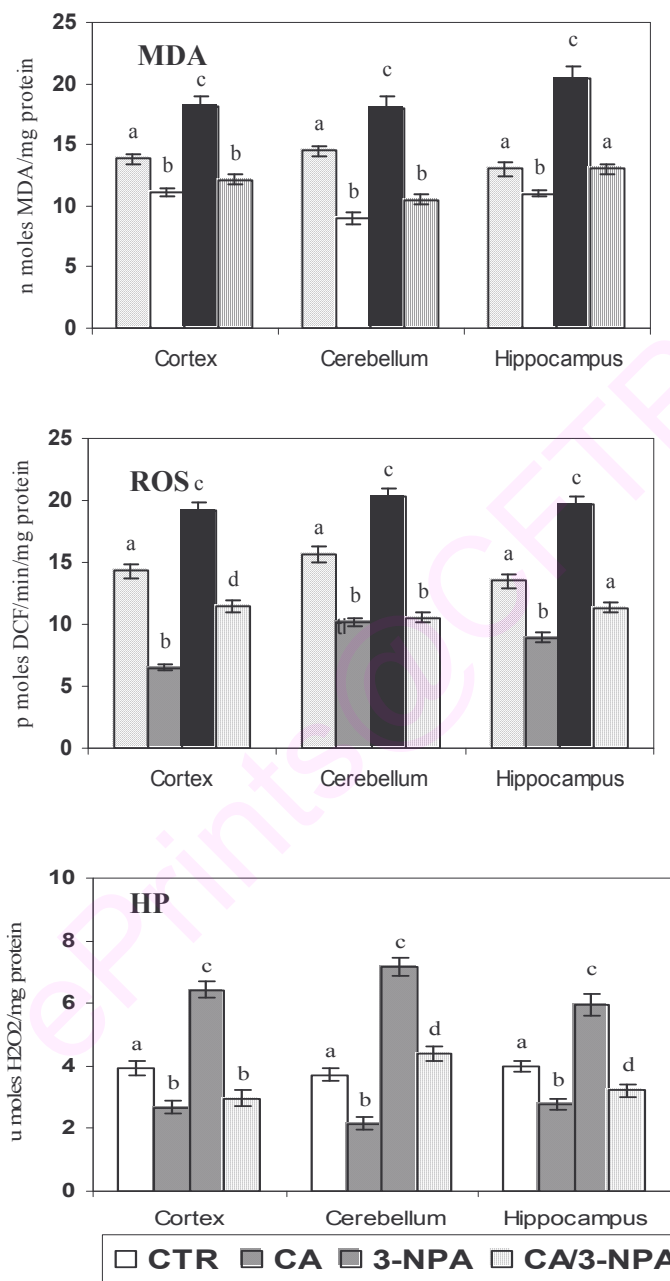 25
MDA
c
c
c
20
a
a
a
a
15
b
b
b
b
b
10
5
0
n moles MDA/mg protein
Cortex Cerebellum Hippocampus
25
ROS
c
c
c
20
a
a
a
a
15
d
b
b
b
b
10
5
0
p moles DCF/min/mg protein
Cortex Cerebellum Hippocampus
10
HP
8
c
c
c
6
a
a
a
d
d
4
b
b
b
b
2
0
u moles H2O2/mg protein
Cortex Cerebellum Hippocampus
CTR CA 3-NPA CA/3-NPA
ePrints@CFTR